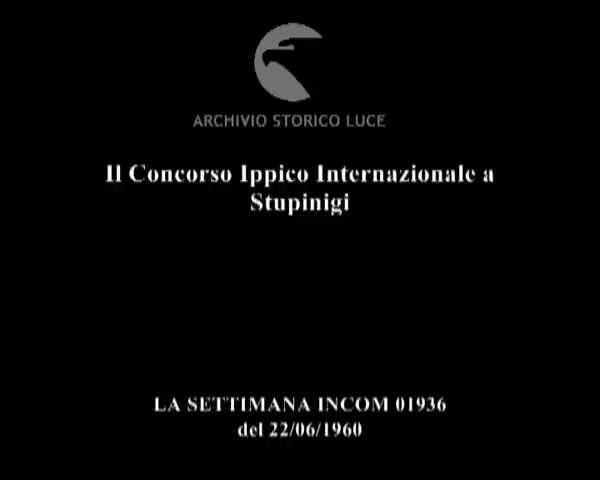 ARCHIVIO STORICO LUCE
Il Concorso Ippico Internazionale a
Stupinigi
LA SETTIMANA INCOM 01936
del 22/06/1960